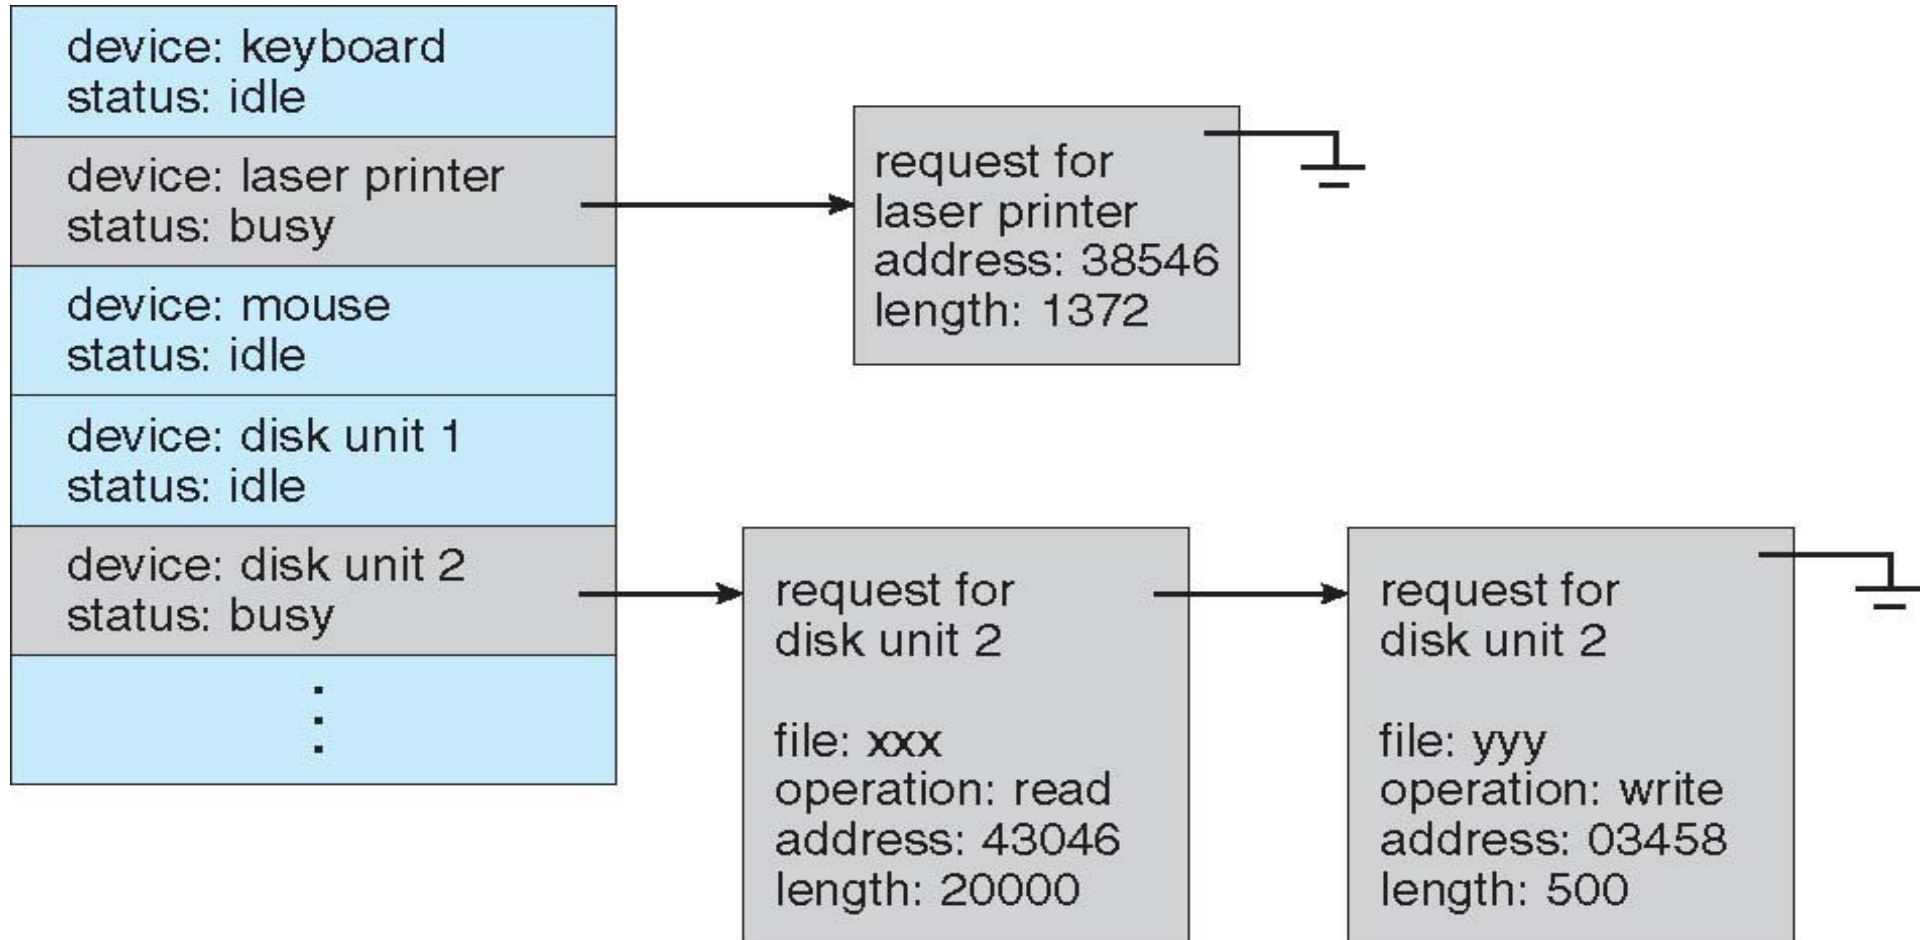 device: keyboard
status: idle
device: laser printer
status: busy
device: mouse
status: idle
device: disk unit 1
status: idle
device: disk unit 2
status: busy
request for
laser printer
address: 38546
length: 1372
request for
disk unit 2
file: xxx
operation: read
address: 43046
length: 20000
request for
disk unit 2
file: yyy
operation: write
address: 03458
length: 500